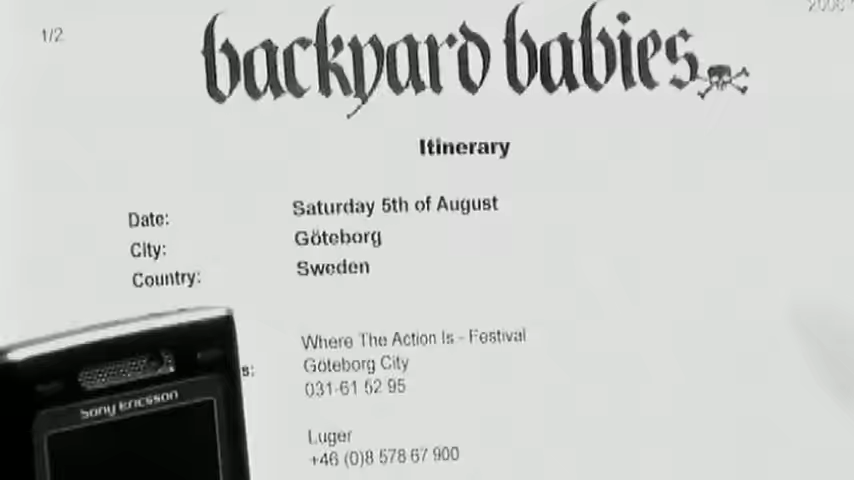 1/2
backyard babies
Itinerary
Date: Saturday 5th of August
City: Göteborg
Country: Sweden
Where The Action Is - Festival
s: Göteborg City
031-61 52 95
Luger
+46 (0)8 578 67 900
Sony Ericsson